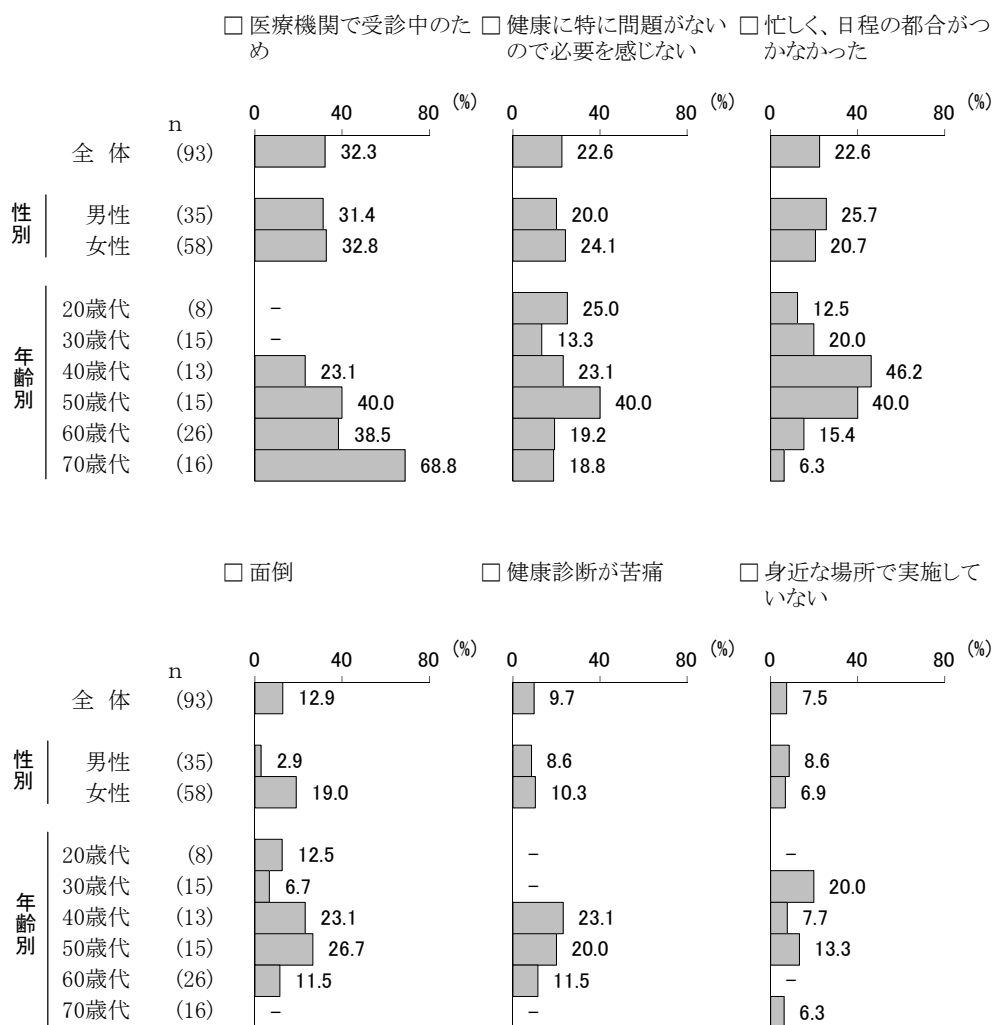 □ 医療機関で受診中のた □ 健康に特に問題がない □ 忙しく、日程の都合がつ
め ので必要を感じない かなかった
0 40 80 (%) 0 40 80 (%) 0 40 80 (%)
n
全 体 (93) 32.3 22.6 22.6
性別
男性 (35) 31.4 20.0 25.7
女性 (58) 32.8 24.1 20.7
年齢別
20歳代 (8) － 25.0 12.5
30歳代 (15) － 13.3 20.0
40歳代 (13) 23.1 23.1 46.2
50歳代 (15) 40.0 40.0 40.0
60歳代 (26) 38.5 19.2 15.4
70歳代 (16) 68.8 18.8 6.3
□ 面倒 □ 健康診断が苦痛 □ 身近な場所で実施して
いない
0 40 80 (%) 0 40 80 (%) 0 40 80 (%)
n
全 体 (93) 12.9 9.7 7.5
性別
男性 (35) 2.9 8.6 8.6
女性 (58) 19.0 10.3 6.9
年齢別
20歳代 (8) 12.5 － －
30歳代 (15) 6.7 － 20.0
40歳代 (13) 23.1 23.1 7.7
50歳代 (15) 26.7 20.0 13.3
60歳代 (26) 11.5 11.5 －
70歳代 (16) － － 6.3